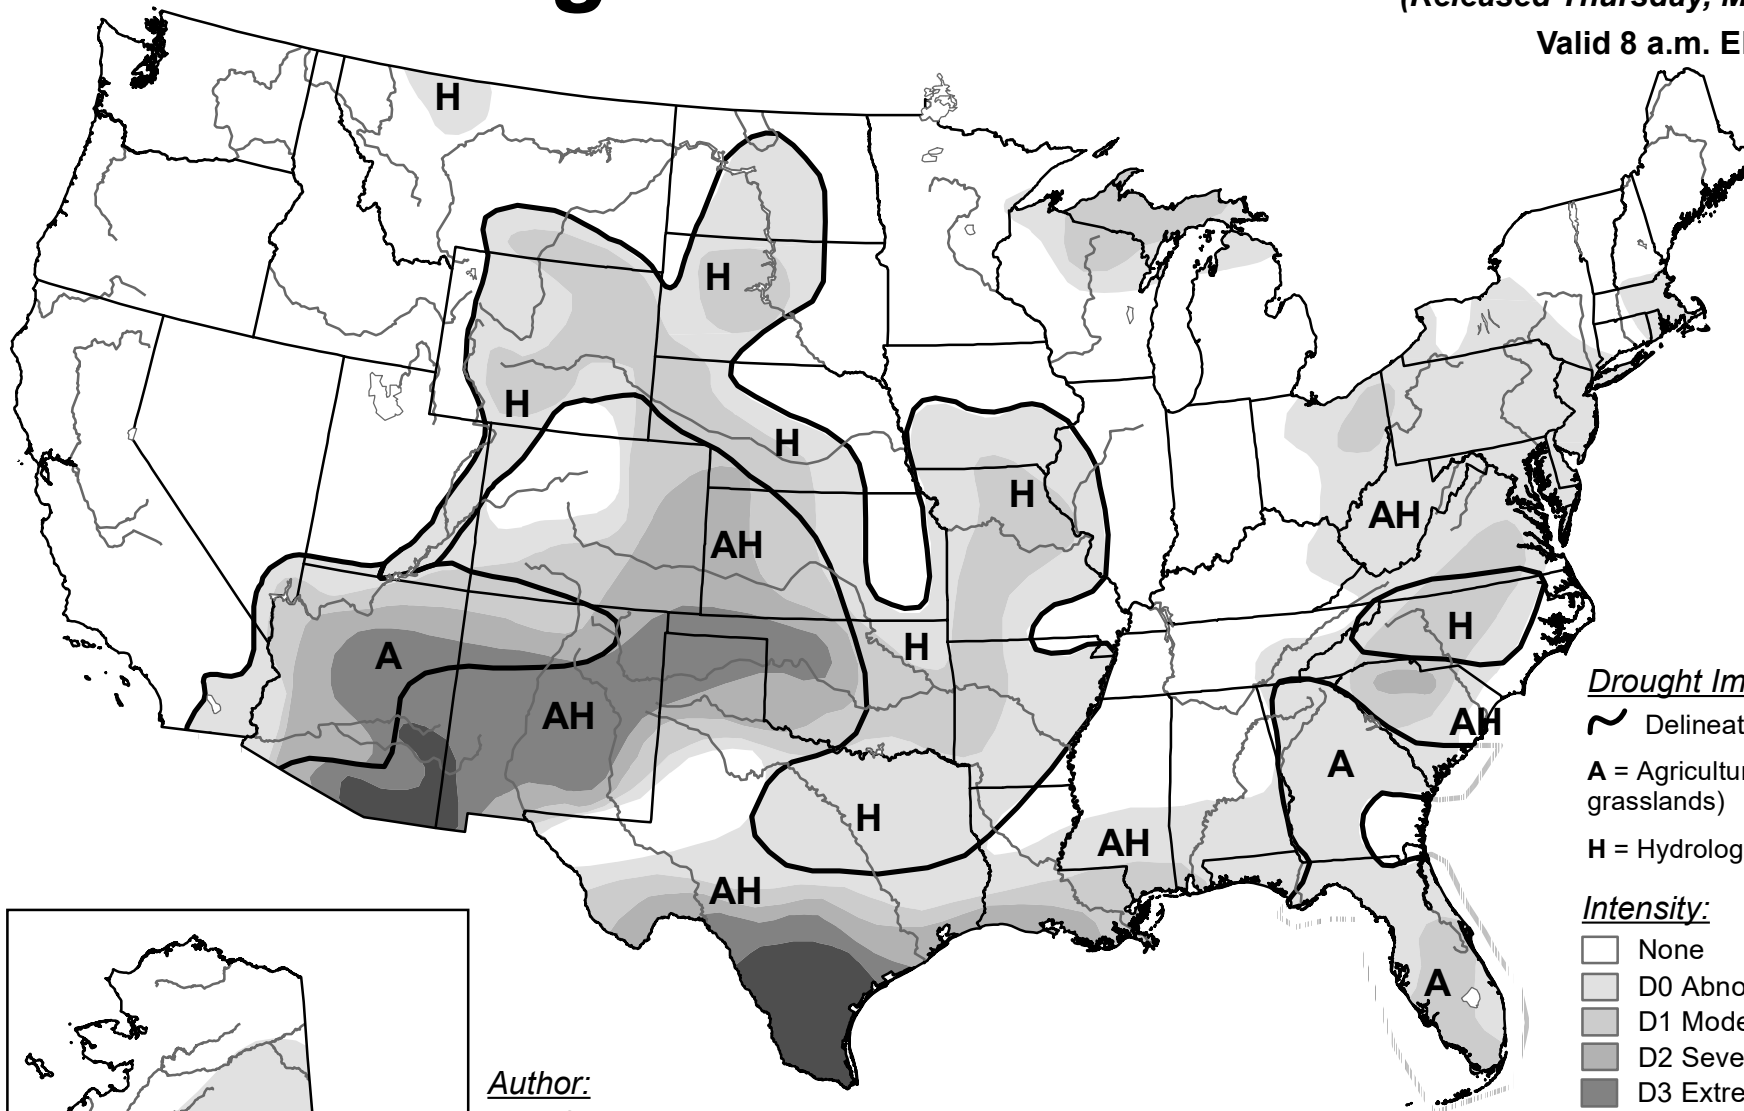 (Released Thursday, M
Valid 8 a.m. E
H
H
H
H
H
AH
AH
H
A
H
AH
H
AH
A
H
AH
AH
A
Drought Im
Delineat
A = Agricultur
grasslands)
H = Hydrolog
Intensity:
None
D0 Abno
D1 Mode
D2 Seve
D3 Extre
Author: